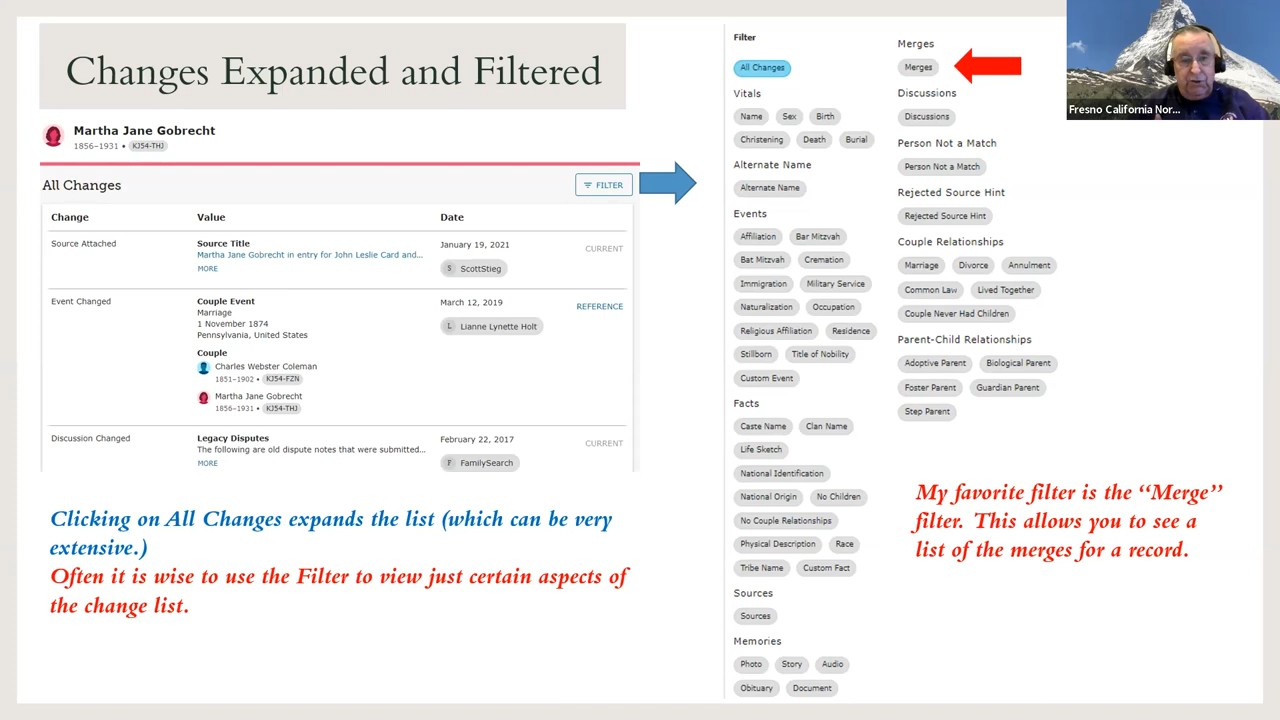 Changes Expanded and Filtered
Martha Jane Gobrecht
1856–1931 • KJ54-THJ
All Changes
FILTER
Change Value Date
Source Attached
Source Title
Martha Jane Gobrecht in entry for John Leslie Card and...
MORE
January 19, 2021
S ScottStieg
CURRENT
Event Changed
Couple Event
Marriage
1 November 1874
Pennsylvania, United States
Couple
Charles Webster Coleman
1851–1902 • KJ54-FZN
Martha Jane Gobrecht
1856–1931 • KJ54-THJ
March 12, 2019
L Lianne Lynette Holt
REFERENCE
Discussion Changed
Legacy Disputes
The following are old dispute notes that were submitted...
MORE
February 22, 2017
F FamilySearch
CURRENT
Clicking on All Changes expands the list (which can be very
extensive.)
Often it is wise to use the Filter to view just certain aspects of
the change list.
Filter
All Changes
Vitals
Name Sex Birth
Christening Death Burial
Alternate Name
Alternate Name
Events
Affiliation Bar Mitzvah
Bat Mitzvah Cremation
Immigration Military Service
Naturalization Occupation
Religious Affiliation Residence
Stillborn Title of Nobility
Custom Event
Facts
Caste Name Clan Name
Life Sketch
National Identification
National Origin No Children
No Couple Relationships
Physical Description Race
Tribe Name Custom Fact
Sources
Sources
Memories
Photo Story Audio
Obituary Document
Merges
Merges
Discussions
Discussions
Person Not a Match
Person Not a Match
Rejected Source Hint
Rejected Source Hint
Couple Relationships
Marriage Divorce Annulment
Common Law Lived Together
Couple Never Had Children
Parent-Child Relationships
Adoptive Parent Biological Parent
Foster Parent Guardian Parent
Step Parent
My favorite filter is the “Merge”
filter. This allows you to see a
list of the merges for a record.
Fresno California Nor...